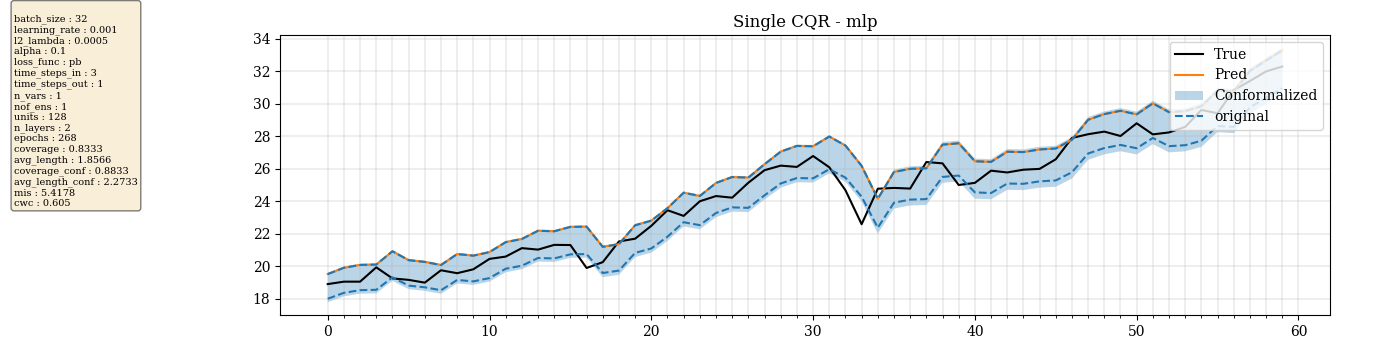 batch_size : 32
learning_rate : 0.001
l2_lambda : 0.0005
alpha : 0.1
loss_func : pb
time_steps_in : 3
time_steps_out : 1
n_vars : 1
nof_ens : 1
units : 128
n_layers : 2
epochs : 268
coverage : 0.8333
avg_length : 1.8566
coverage_conf : 0.8833
avg_length_conf : 2.2733
mis : 5.4178
cwc : 0.605
Single CQR - mlp
34
32
30
28
26
24
22
20
18
True
Pred
Conformalized
original
0 10 20 30 40 50 60